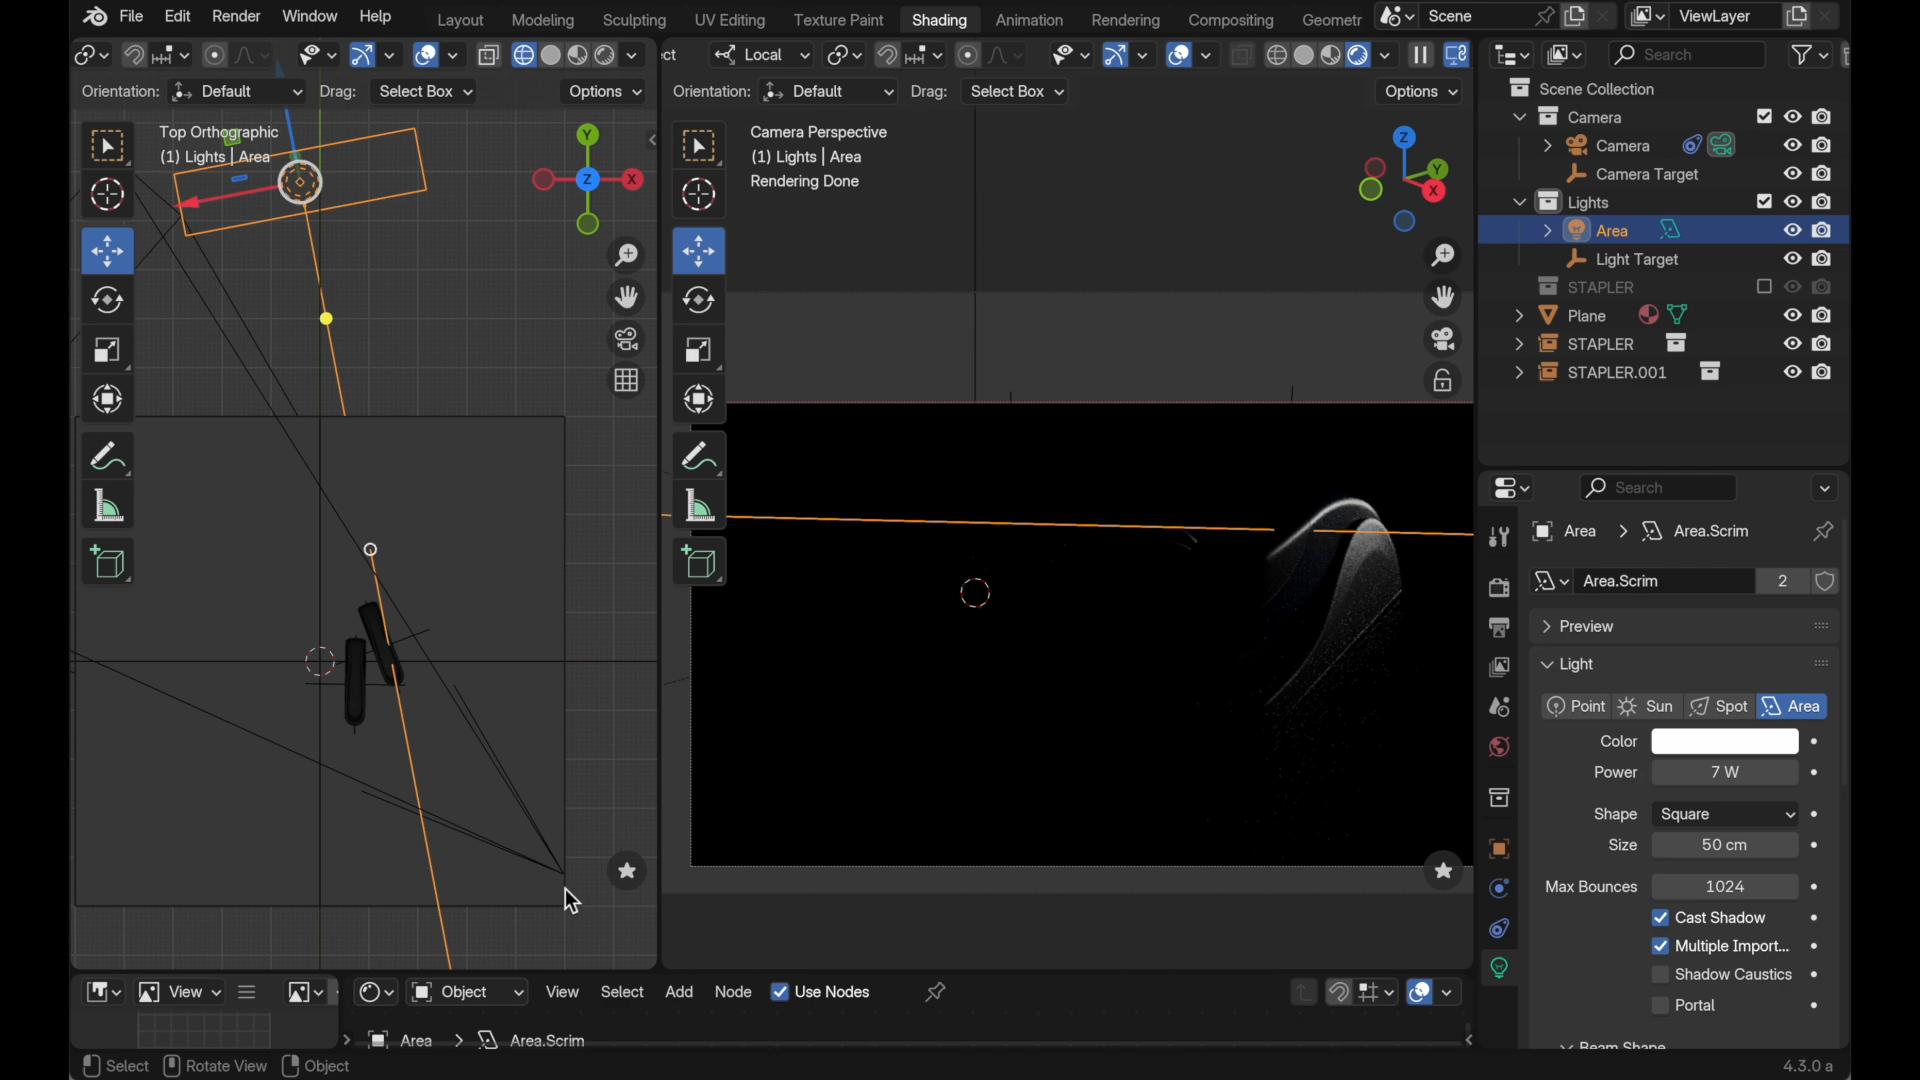 File Edit Render Window Help Layout Modeling Sculpting UV Editing Texture Paint Shading Animation Rendering Compositing Geometr Scene ViewLayer
ect Local Search
Orientation: Default Drag: Select Box Options Orientation: Default Drag: Select Box Options
Scene Collection
Camera
Camera
Camera Target
Lights
Area
Light Target
STAPLER
Plane
STAPLER
STAPLER.001
Top Orthographic
(1) Lights | Area
Y
X
Z
Camera Perspective
(1) Lights | Area
Rendering Done
Z
Y
X
Search
Area Area.Scrim
Area.Scrim 2
Preview
Light
Point Sun Spot Area
Color
Power 7 W
Shape Square
Size 50 cm
Max Bounces 1024
Cast Shadow
Multiple Import...
Shadow Caustics
Portal
Beam Shape
View Object View Select Add Node Use Nodes
Area Area.Scrim
Select Rotate View Object 4.3.0 a